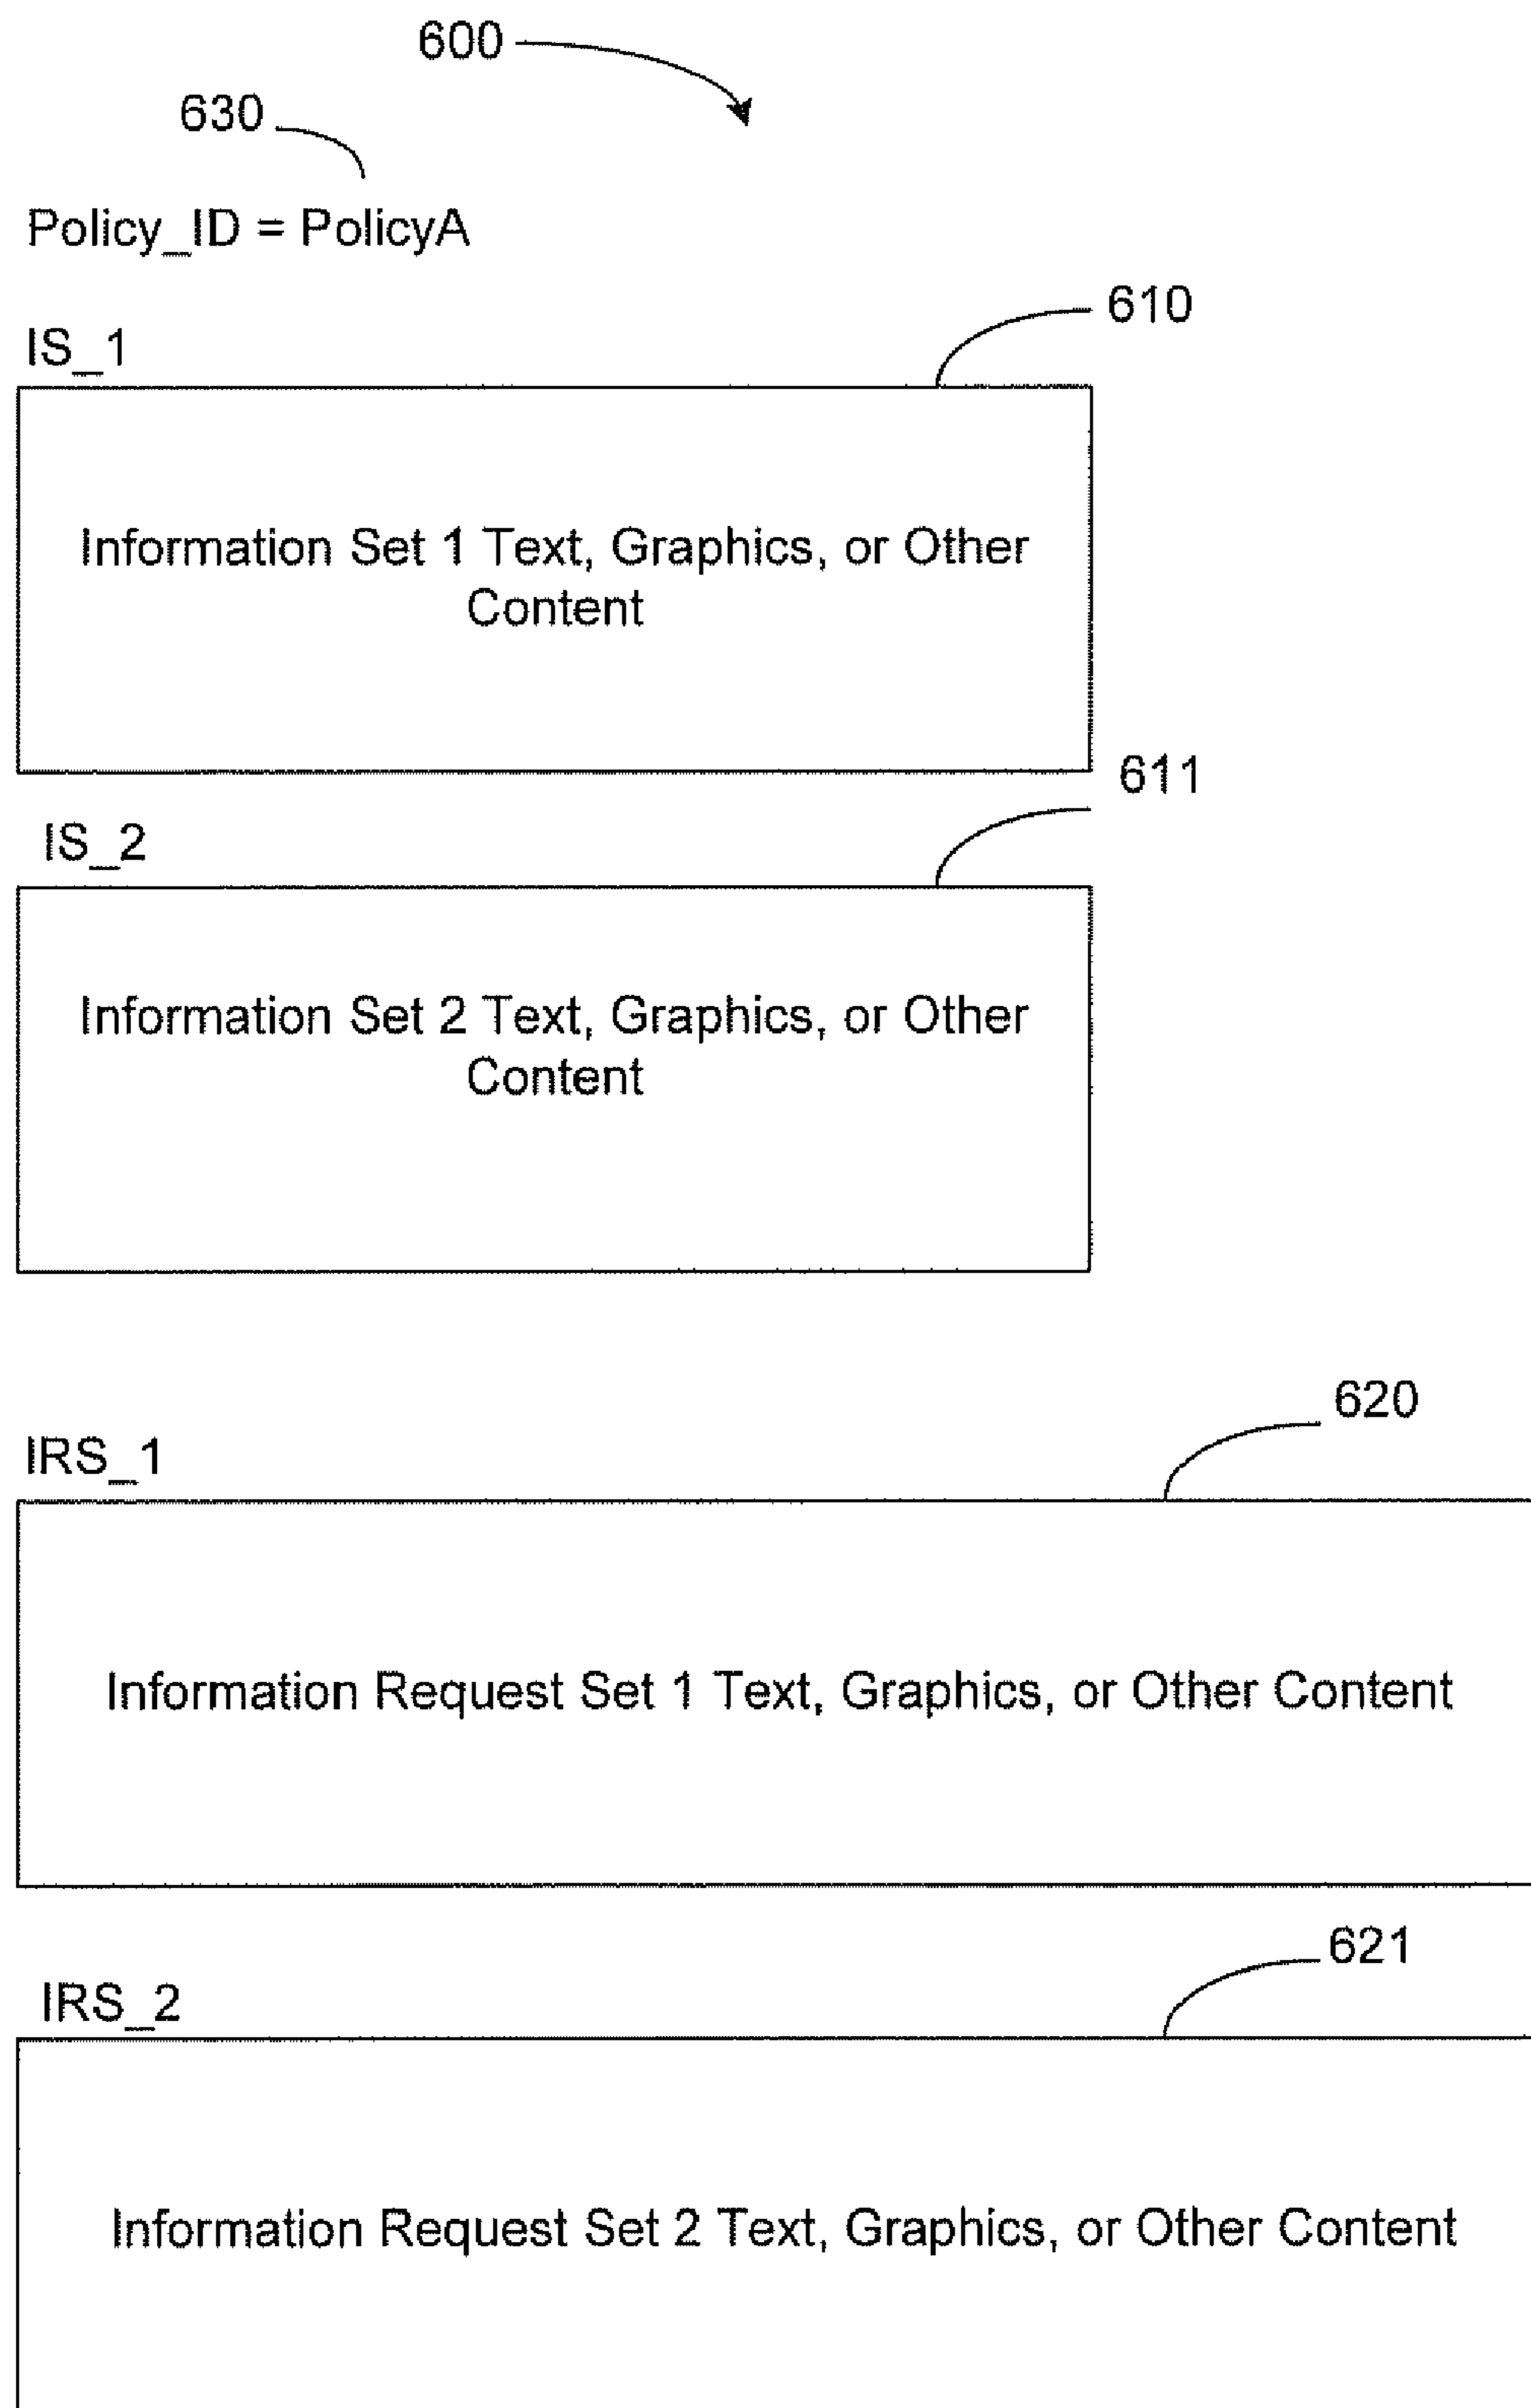 600
630
Policy_ID = PolicyA
610
IS_1
Information Set 1 Text, Graphics, or Other
Content
611
IS_2
Information Set 2 Text, Graphics, or Other
Content
620
IRS_1
Information Request Set 1 Text, Graphics, or Other Content
621
IRS_2
Information Request Set 2 Text, Graphics, or Other Content